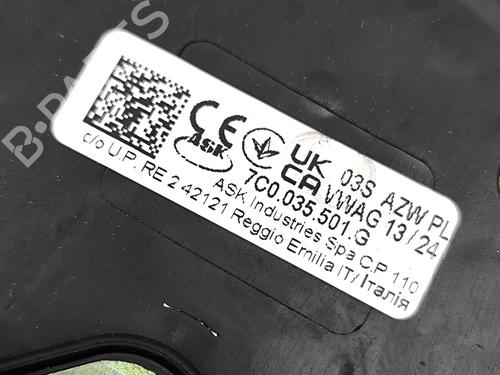 03S AZW PL
CE ASK UK CA VWAG 13/24
7C0.035.501.G
ASK Industries Spa C.P 110
c/o U.P. RE 2 42121 Reggio Emilia IT/ Італія
B-PARTS